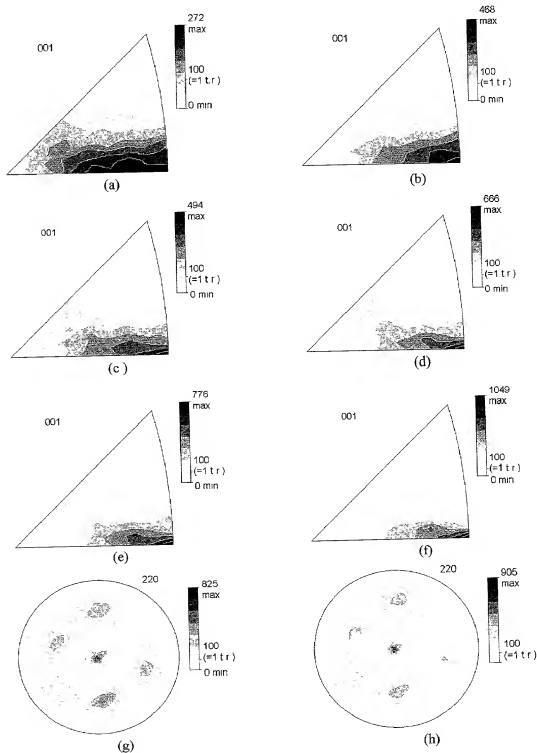 272
max
001
100
(=1 t r)
0 min
(a)
468
max
001
100
(=1 t r)
0 min
(b)
494
max
001
100
(=1 t r)
0 min
(c )
666
max
001
100
(=1 t r)
0 min
(d)
776
max
001
100
(=1 t r)
0 min
(e)
1049
max
001
100
(=1 t r)
0 min
(f)
220
825
max
100
(=1 t r)
0 min
(g)
220
905
max
100
(=1 t r)
0 min
(h)